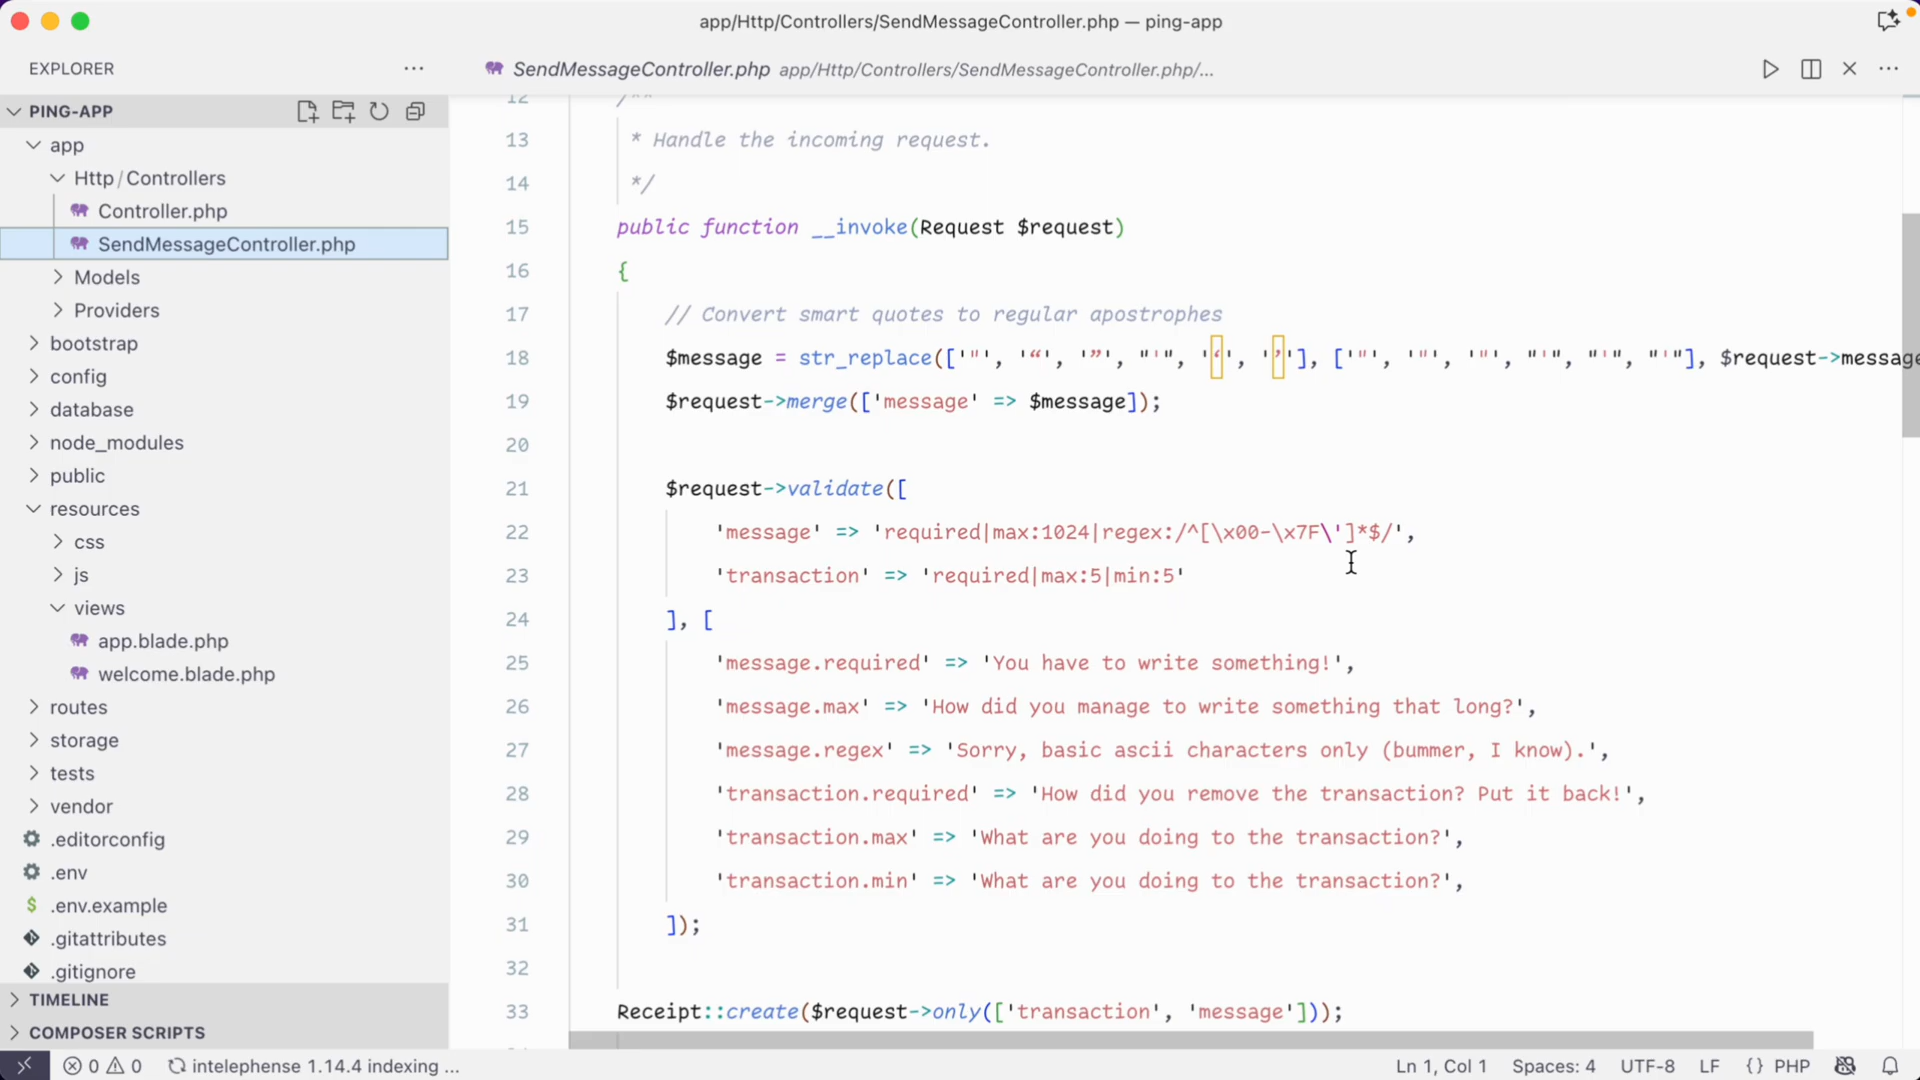 app/Http/Controllers/SendMessageController.php — ping-app
EXPLORER
SendMessageController.php app/Http/Controllers/SendMessageController.php/...
PING-APP
app
Http / Controllers
Controller.php
SendMessageController.php
Models
Providers
bootstrap
config
database
node_modules
public
resources
css
js
views
app.blade.php
welcome.blade.php
routes
storage
tests
vendor
.editorconfig
.env
$ .env.example
.gitattributes
.gitignore
TIMELINE
COMPOSER SCRIPTS
12 /**
13 * Handle the incoming request.
14 */
15 public function __invoke(Request $request)
16 {
17 // Convert smart quotes to regular apostrophes
18 $message = str_replace(['"', '“', '”', "'", '‘', '’'], ['"', '"', '"', "'", "'", "'"], $request->message
19 $request->merge(['message' => $message]);
20
21 $request->validate([
22 'message' => 'required|max:1024|regex:/^[\x00-\x7F\']*$/',
23 'transaction' => 'required|max:5|min:5'
24 ], [
25 'message.required' => 'You have to write something!',
26 'message.max' => 'How did you manage to write something that long?',
27 'message.regex' => 'Sorry, basic ascii characters only (bummer, I know).',
28 'transaction.required' => 'How did you remove the transaction? Put it back!',
29 'transaction.max' => 'What are you doing to the transaction?',
30 'transaction.min' => 'What are you doing to the transaction?',
31 ]);
32
33 Receipt::create($request->only(['transaction', 'message']));
0 0 intelephense 1.14.4 indexing ... Ln 1, Col 1 Spaces: 4 UTF-8 LF {} PHP